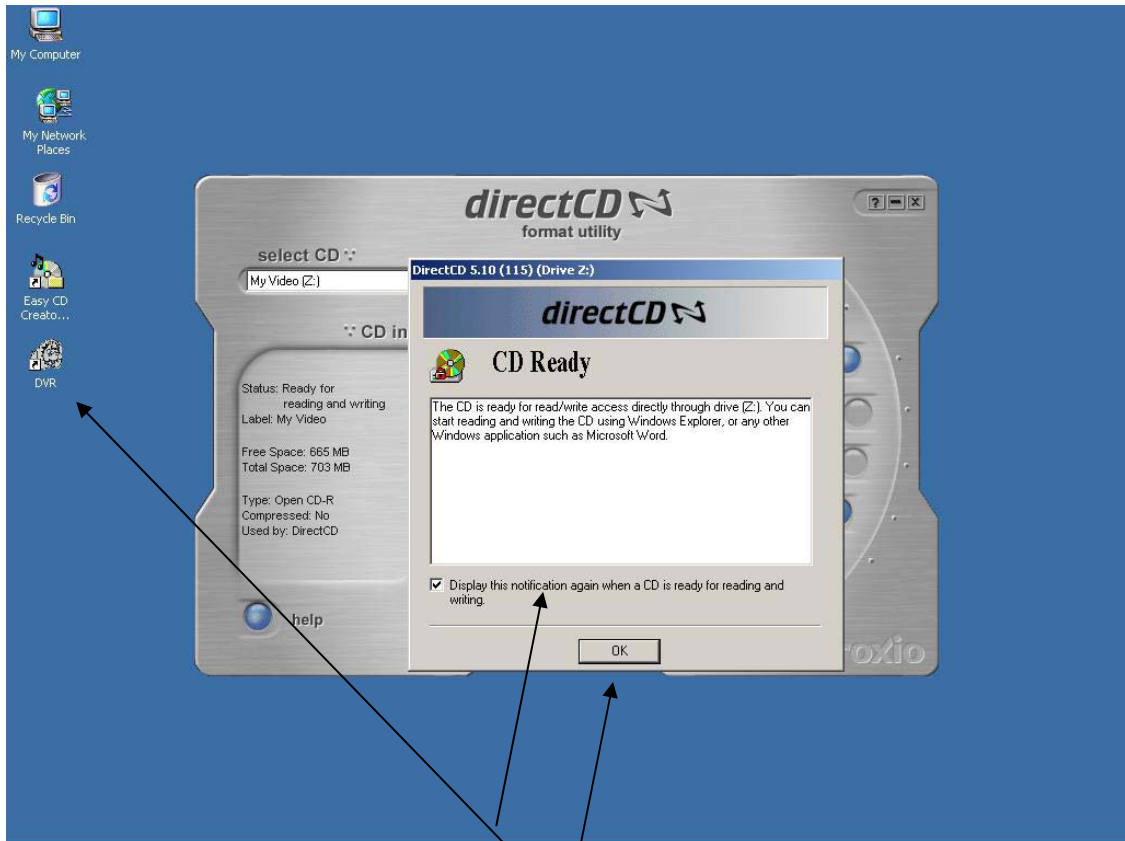 My Computer
My Network
Places
Recycle Bin
Easy CD
Creato...
DVR
directCD
format utility
? - X
select CD
My Video (Z:)
CD in
Status: Ready for
reading and writing
Label: My Video
Free Space: 665 MB
Total Space: 703 MB
Type: Open CD-R
Compressed: No
Used by: DirectCD
help
DirectCD 5.10 (115) (Drive Z:)
directCD
CD Ready
The CD is ready for read/write access directly through drive (Z:). You can
start reading and writing the CD using Windows Explorer, or any other
Windows application such as Microsoft Word.
Display this notification again when a CD is ready for reading and
writing.
OK
oxio